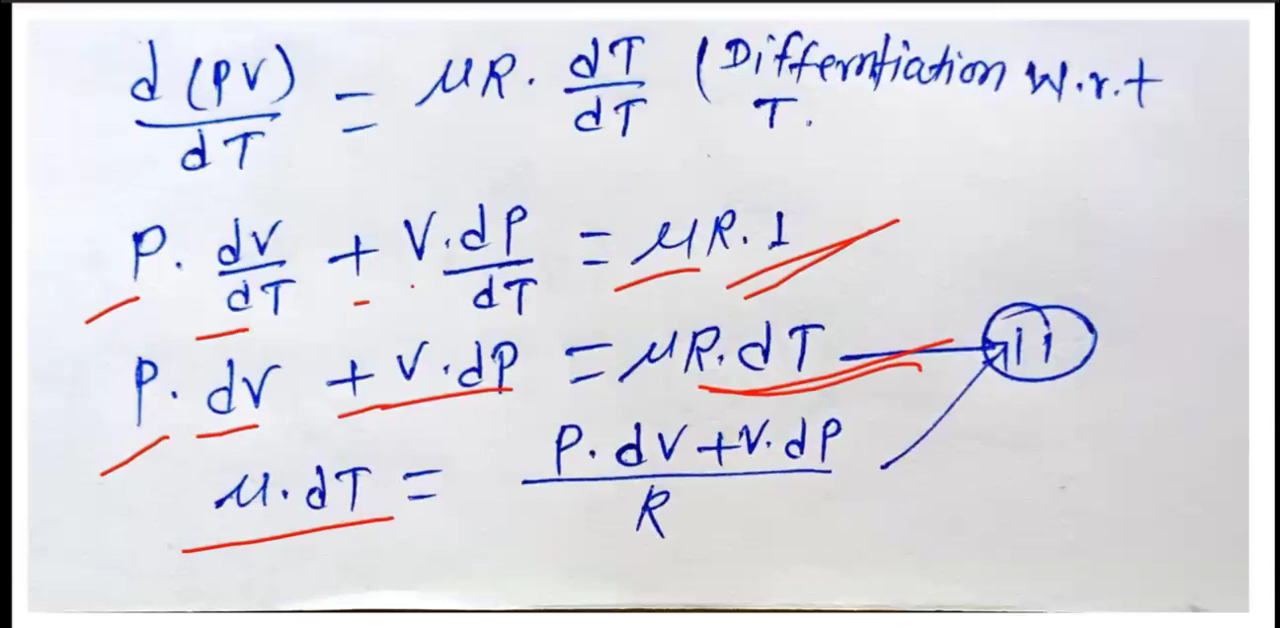 d(PV)/dT = μR. dT/dT (Differntiation w.r.t T.
P. dV/dT + V.dP/dT = μR.1
P. dV + V.dP = μR.dT → 11
μ.dT = P.dV+V.dP/R